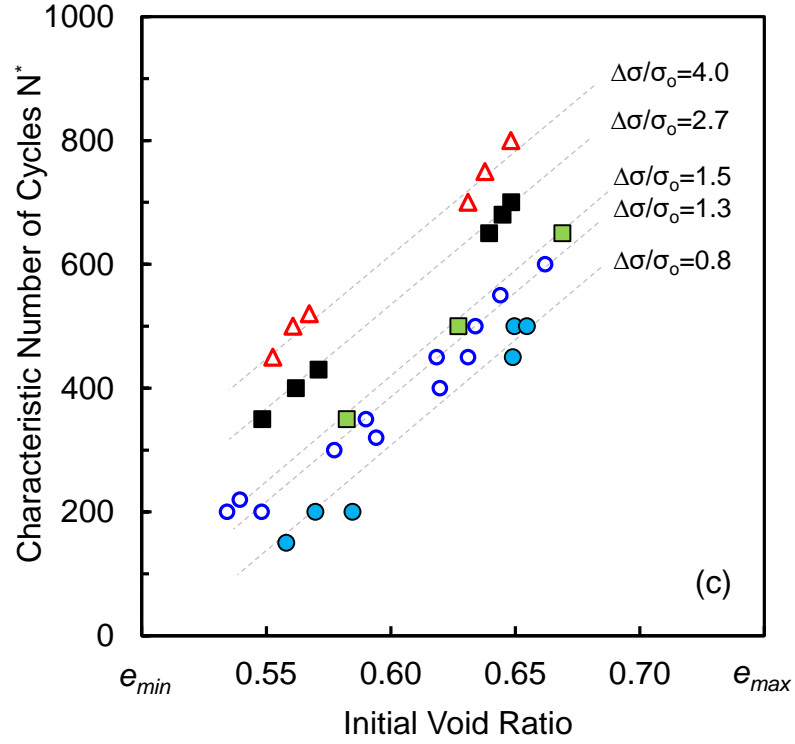 1000
800
600
400
200
0
Characteristic Number of Cycles N*
Δσ/σo=4.0
Δσ/σo=2.7
Δσ/σo=1.5
Δσ/σo=1.3
Δσ/σo=0.8
(c)
emin 0.55 0.60 0.65 0.70 emax
Initial Void Ratio